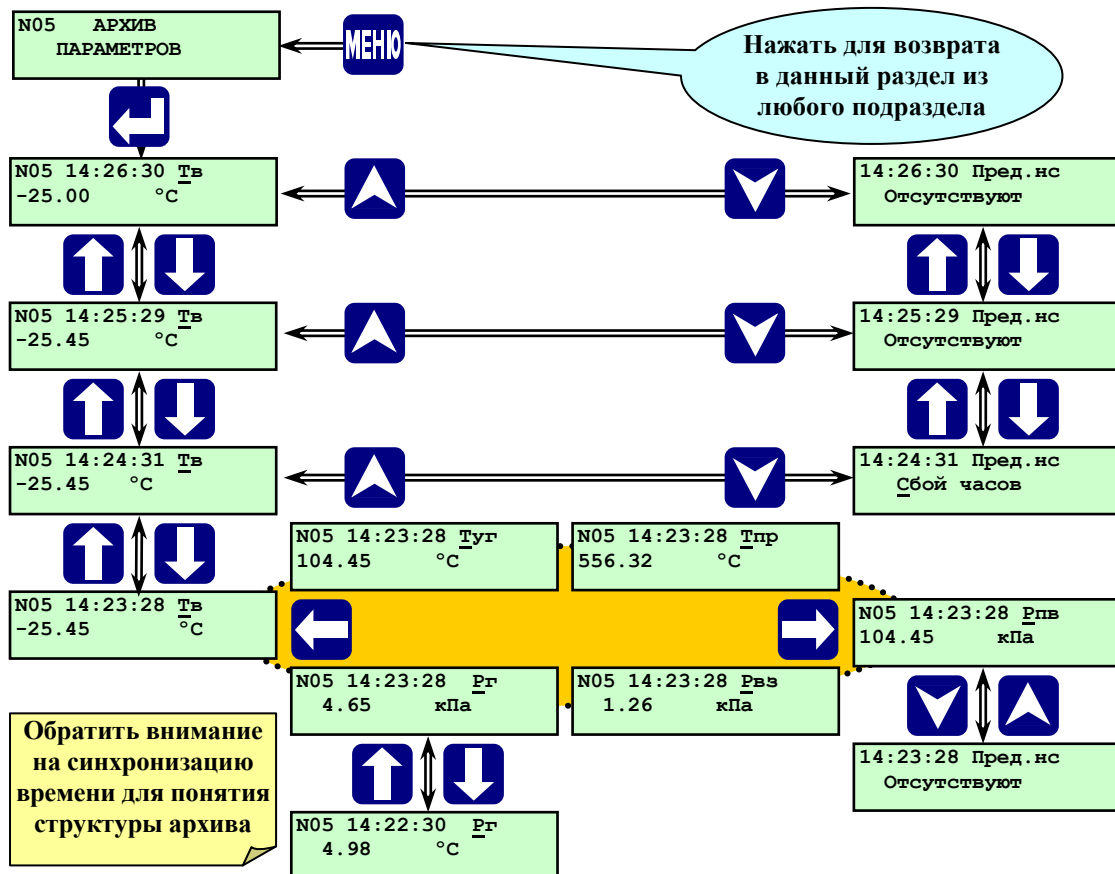 N05 АРХИВ
ПАРАМЕТРОВ
МЕНЮ
Нажать для возврата
в данный раздел из
любого подраздела
N05 14:26:30 Тв
-25.00 °С
14:26:30 Пред.нс
Отсутствуют
N05 14:25:29 Тв
-25.45 °С
14:25:29 Пред.нс
Отсутствуют
N05 14:24:31 Тв
-25.45 °С
14:24:31 Пред.нс
Сбой часов
N05 14:23:28 Туг
104.45 °С
N05 14:23:28 Тпр
556.32 °С
N05 14:23:28 Тв
-25.45 °С
N05 14:23:28 Рпв
104.45 кПа
N05 14:23:28 Рг
4.65 кПа
N05 14:23:28 Рвз
1.26 кПа
Обратить внимание
на синхронизацию
времени для понятия
структуры архива
14:23:28 Пред.нс
Отсутствуют
N05 14:22:30 Рг
4.98 °С